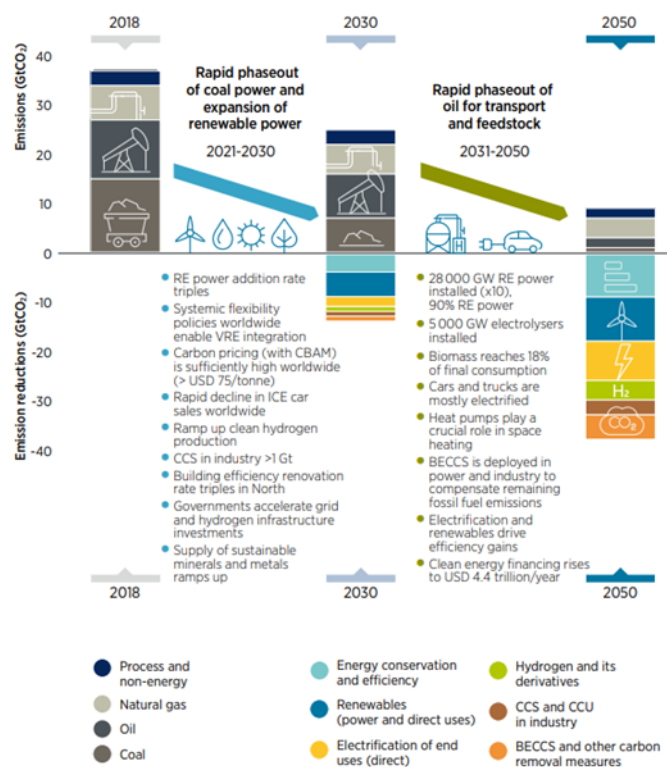 2018
2030
2050
Emissions (GtCO₂)
40
30
20
10
0
Rapid phaseout
of coal power and
expansion of
renewable power
2021-2030
Rapid phaseout of
oil for transport
and feedstock
2031-2050
H
Emission reductions (GtCO₂)
-10
-20
-30
-40
RE power addition rate
triples
Systemic flexibility
policies worldwide
enable VRE integration
Carbon pricing (with CBAM)
is sufficiently high worldwide
(> USD 75/tonne)
Rapid decline in ICE car
sales worldwide
Ramp up clean hydrogen
production
CCS in industry >1 Gt
Building efficiency renovation
rate triples in North
Governments accelerate grid
and hydrogen infrastructure
investments
Supply of sustainable
minerals and metals
ramps up
28 000 GW RE power
installed (x10),
90% RE power
5 000 GW electrolysers
installed
Biomass reaches 18%
of final consumption
Cars and trucks are
mostly electrified
Heat pumps play a
crucial role in space
heating
BECCS is deployed in
power and industry to
compensate remaining
fossil fuel emissions
Electrification and
renewables drive
efficiency gains
Clean energy financing rises
to USD 4.4 trillion/year
H₂
CO₂
2018
2030
2050
Process and
non-energy
Natural gas
Oil
Coal
Energy conservation
and efficiency
Renewables
(power and direct uses)
Electrification of end
uses (direct)
Hydrogen and its
derivatives
CCS and CCU
in industry
BECCS and other carbon
removal measures